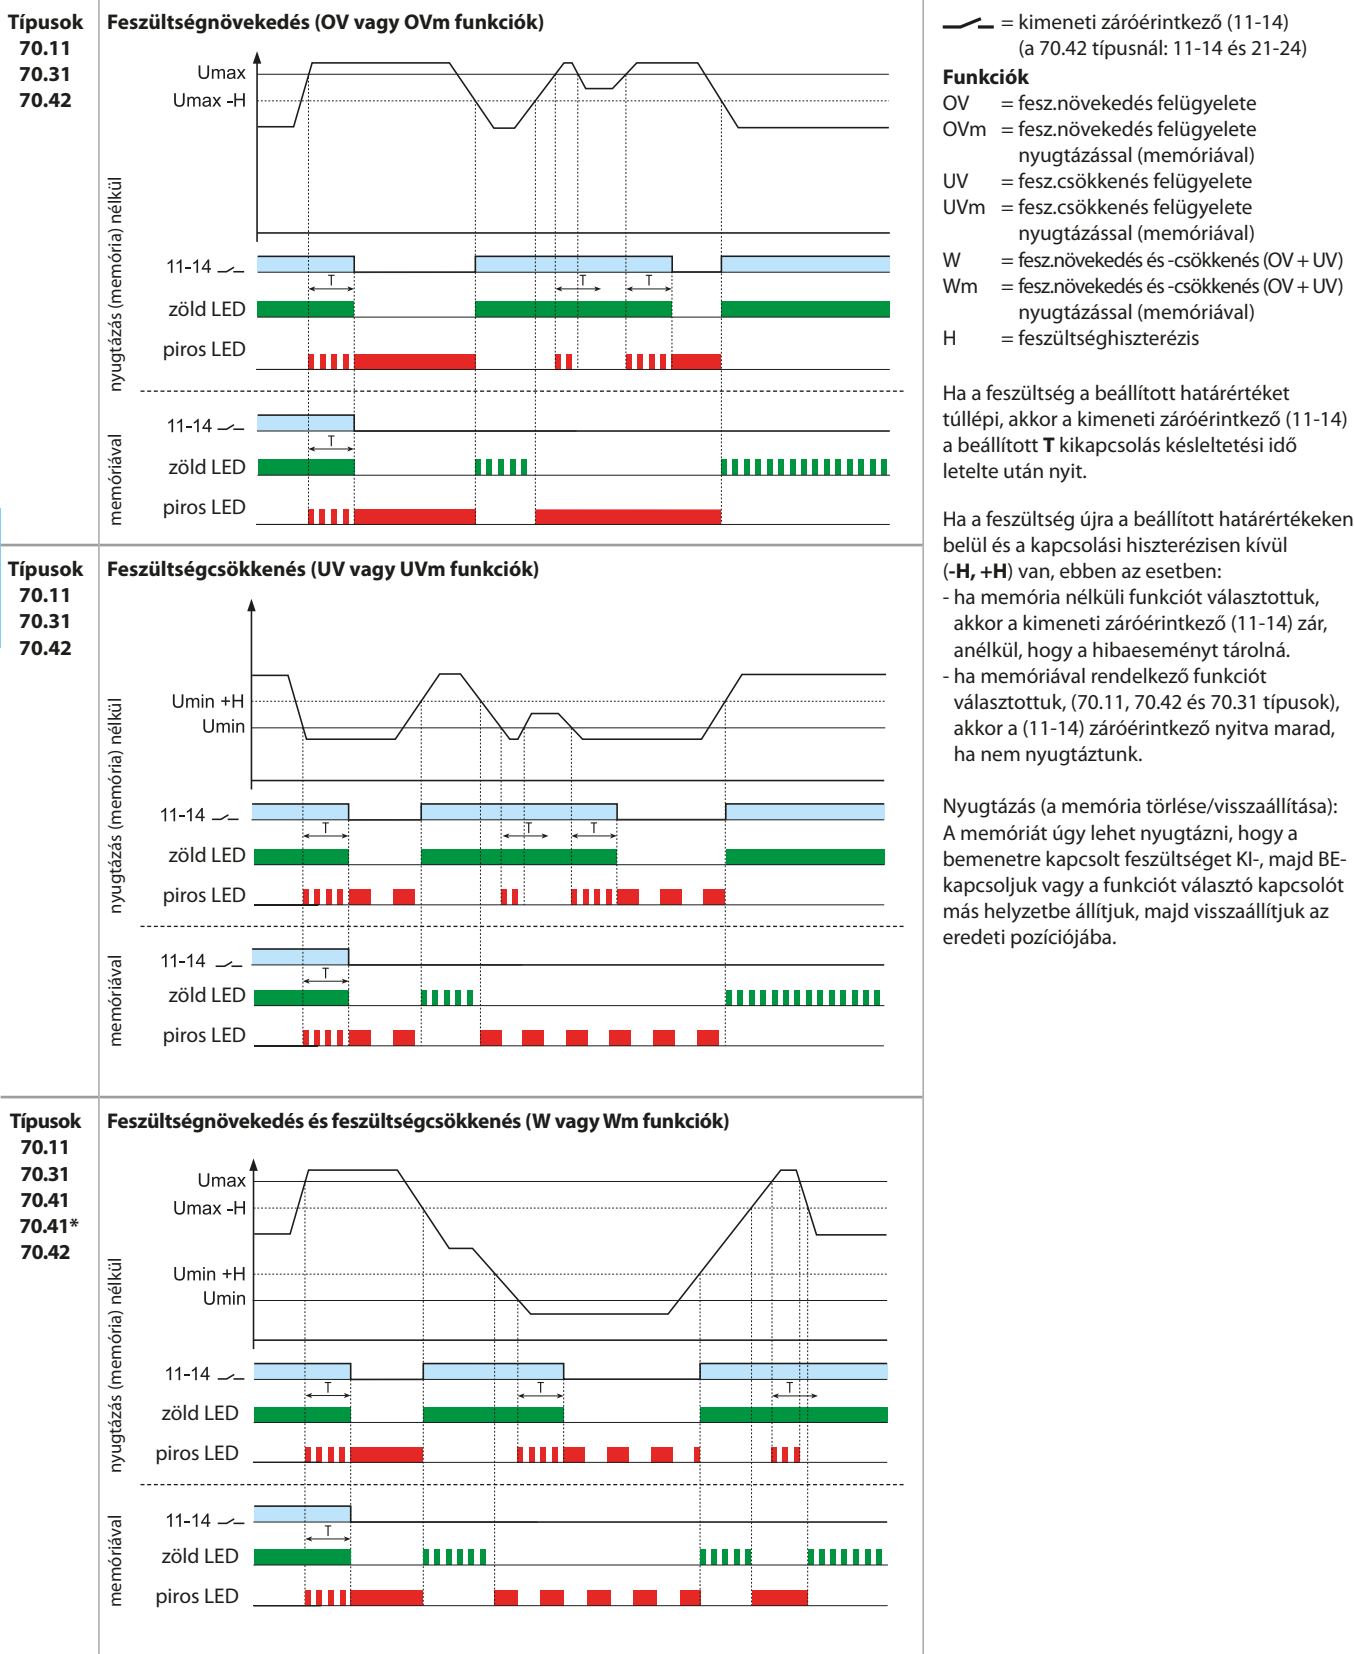 Típusok
70.11
70.31
70.42
Feszültségnövekedés (OV vagy OVm funkciók)
Umax
Umax -H
nyugtázás (memória) nélkül
11-14
T
T
T
zöld LED
piros LED
memóriával
11-14
T
zöld LED
piros LED
Típusok
70.11
70.31
70.42
Feszültségcsökkenés (UV vagy UVm funkciók)
Umin +H
Umin
nyugtázás (memória) nélkül
11-14
T
T
T
zöld LED
piros LED
memóriával
11-14
T
zöld LED
piros LED
Típusok
70.11
70.31
70.41
70.41*
70.42
Feszültségnövekedés és feszültségcsökkenés (W vagy Wm funkciók)
Umax
Umax -H
Umin +H
Umin
nyugtázás (memória) nélkül
11-14
T
T
T
zöld LED
piros LED
memóriával
11-14
T
zöld LED
piros LED
= kimeneti záróérintkező (11-14)
(a 70.42 típusnál: 11-14 és 21-24)
Funkciók
OV = fesz.növekedés felügyelete
OVm = fesz.növekedés felügyelete
nyugtázással (memóriával)
UV = fesz.csökkenés felügyelete
UVm = fesz.csökkenés felügyelete
nyugtázással (memóriával)
W = fesz.növekedés és -csökkenés (OV + UV)
Wm = fesz.növekedés és -csökkenés (OV + UV)
nyugtázással (memóriával)
H = feszültséghiszterézis
Ha a feszültség a beállított határértéket
túllépi, akkor a kimeneti záróérintkező (11-14)
a beállított T kikapcsolás késleltetési idő
letelte után nyit.
Ha a feszültség újra a beállított határértékeken
belül és a kapcsolási hiszterézisen kívül
(-H, +H) van, ebben az esetben:
- ha memória nélküli funkciót választottuk,
akkor a kimeneti záróérintkező (11-14) zár,
anélkül, hogy a hibaeseményt tárolná.
- ha memóriával rendelkező funkciót
választottuk, (70.11, 70.42 és 70.31 típusok),
akkor a (11-14) záróérintkező nyitva marad,
ha nem nyugtáztunk.
Nyugtázás (a memória törlése/visszaállítása):
A memóriát úgy lehet nyugtázni, hogy a
bemenetre kapcsolt feszültséget KI-, majd BE-
kapcsoljuk vagy a funkciót választó kapcsolót
más helyzetbe állítjuk, majd visszaállítjuk az
eredeti pozíciójába.